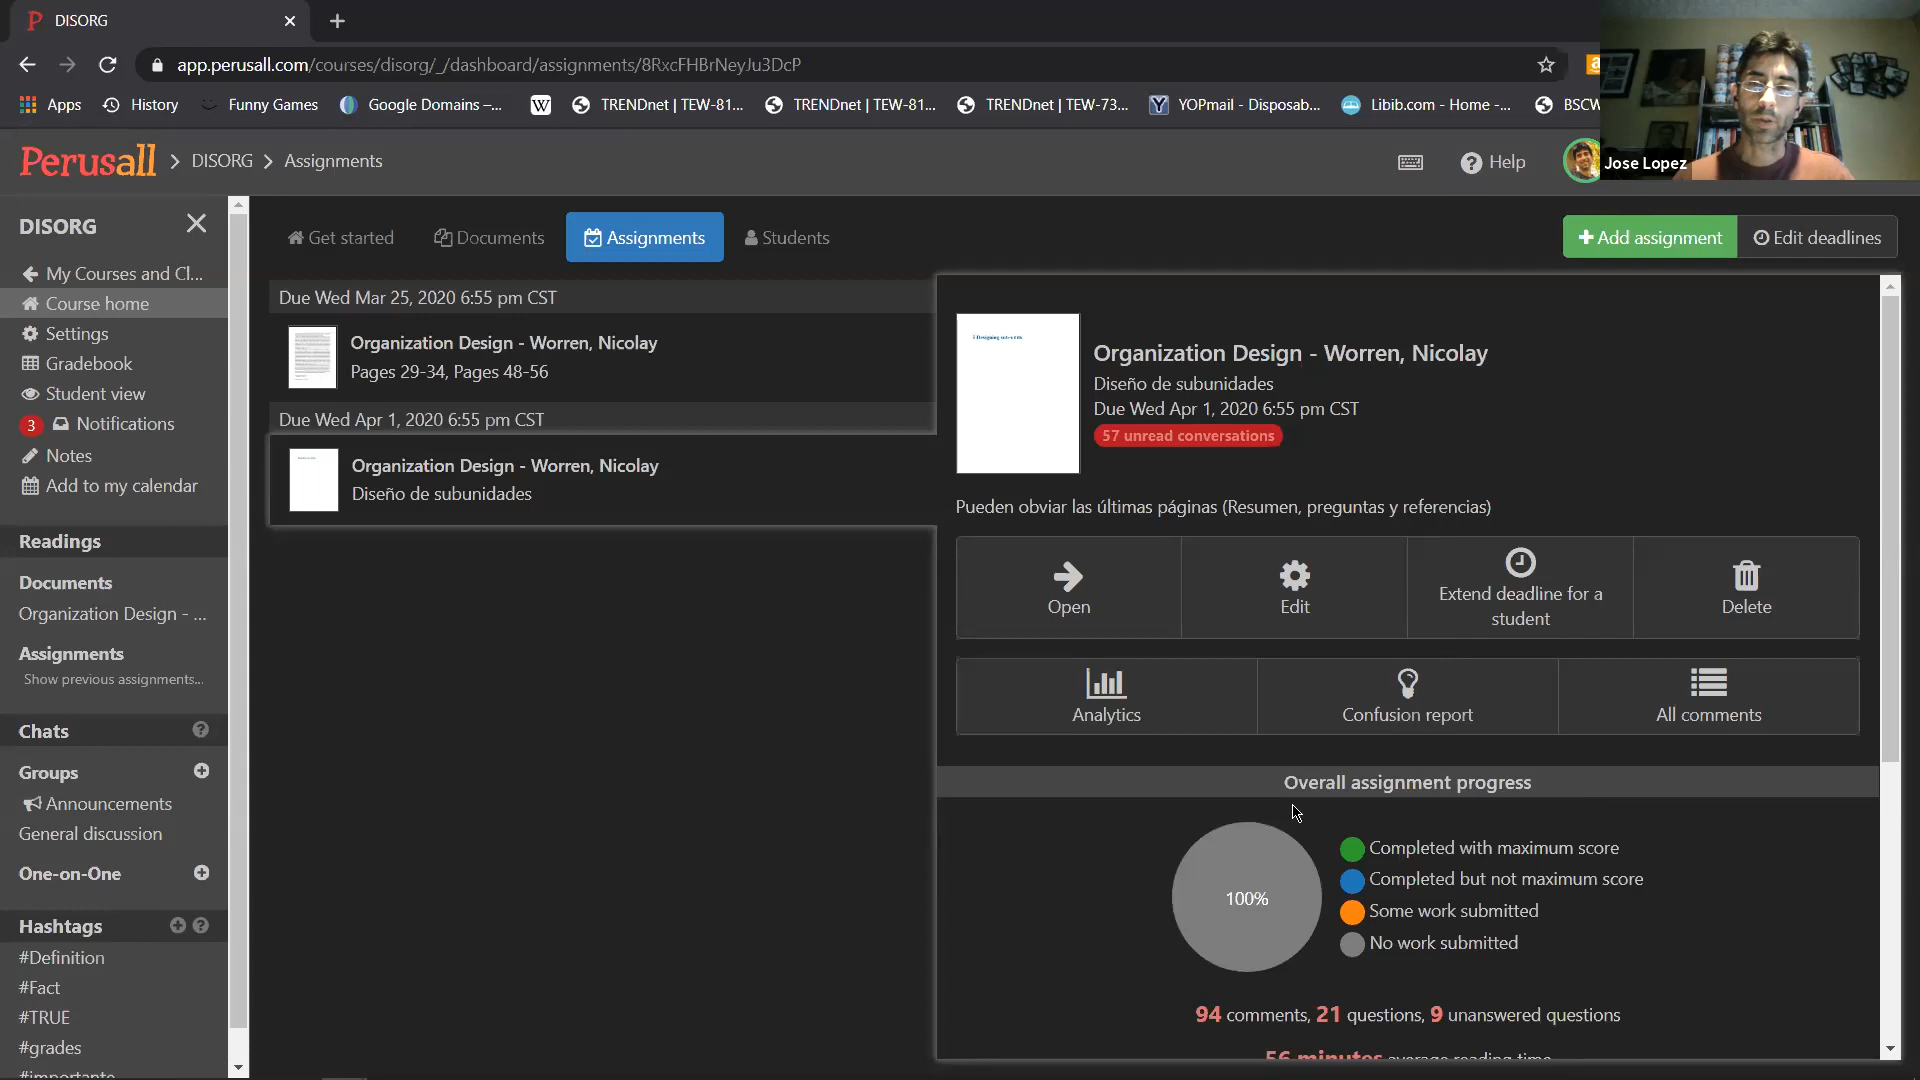 DISORG
app.perusall.com/courses/disorg/_/dashboard/assignments/8RxcFHBrNeyJu3DcP
Apps
History
Funny Games
Google Domains –...
W
TRENDnet | TEW-81...
TRENDnet | TEW-81...
TRENDnet | TEW-73...
YOPmail - Disposab...
Libib.com - Home -...
BSCW
Perusall
DISORG
Assignments
Help
Jose Lopez
DISORG
My Courses and Cl...
Course home
Settings
Gradebook
Student view
3 Notifications
Notes
Add to my calendar
Readings
Documents
Organization Design - ...
Assignments
Show previous assignments...
Chats
Groups
Announcements
General discussion
One-on-One
Hashtags
#Definition
#Fact
#TRUE
#grades
#importante
Get started
Documents
Assignments
Students
Add assignment
Edit deadlines
Due Wed Mar 25, 2020 6:55 pm CST
Organization Design - Worren, Nicolay
Pages 29-34, Pages 48-56
Due Wed Apr 1, 2020 6:55 pm CST
Organization Design - Worren, Nicolay
Diseño de subunidades
Organization Design - Worren, Nicolay
Diseño de subunidades
Due Wed Apr 1, 2020 6:55 pm CST
57 unread conversations
Pueden obviar las últimas páginas (Resumen, preguntas y referencias)
Open
Edit
Extend deadline for a
student
Delete
Analytics
Confusion report
All comments
Overall assignment progress
100%
Completed with maximum score
Completed but not maximum score
Some work submitted
No work submitted
94 comments, 21 questions, 9 unanswered questions
56 minutes average reading time